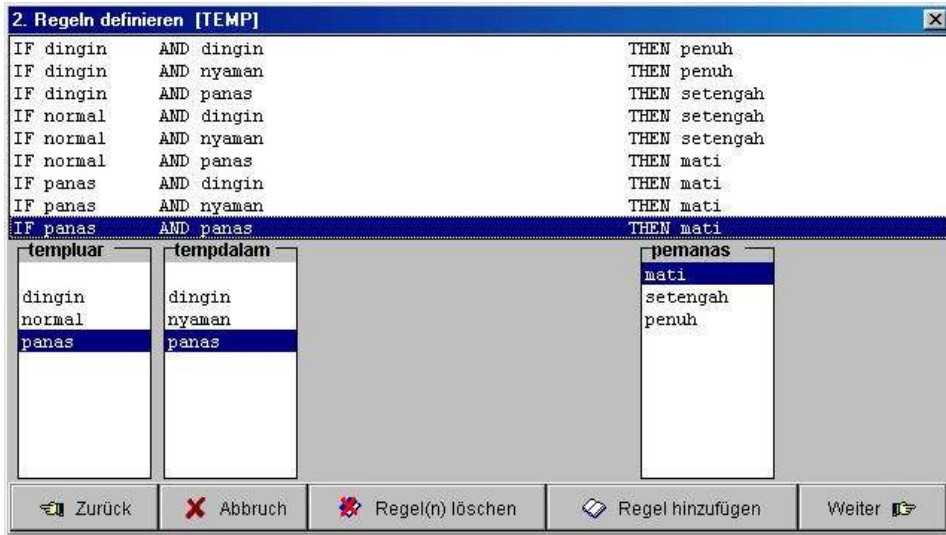 2. Regeln definieren [TEMP]
IF dingin AND dingin THEN penuh
IF dingin AND nyaman THEN penuh
IF dingin AND panas THEN setengah
IF normal AND dingin THEN setengah
IF normal AND nyaman THEN setengah
IF normal AND panas THEN mati
IF panas AND dingin THEN mati
IF panas AND nyaman THEN mati
IF panas AND panas THEN mati
templuar tempdalam pemanas
mati
dingin dingin setengah
normal nyaman penuh
panas panas
Zurück Abbruch Regel(n) löschen Regel hinzufügen Weiter